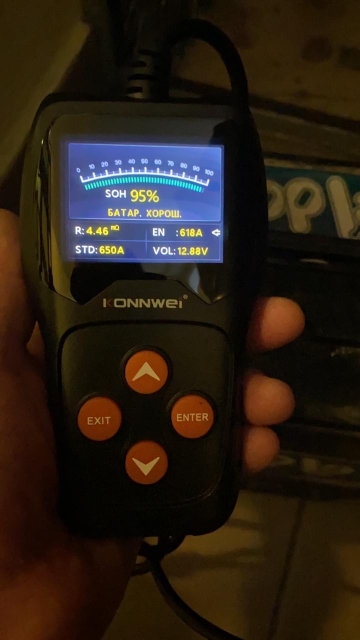 0 10 20 30 40 50 60 70 80 90 100
SOH 95%
БАТАР. ХОРОШ.
R: 4.46 mΩ EN : 618A
STD: 650A VOL: 12.88V
KONNWEI®
EXIT ENTER